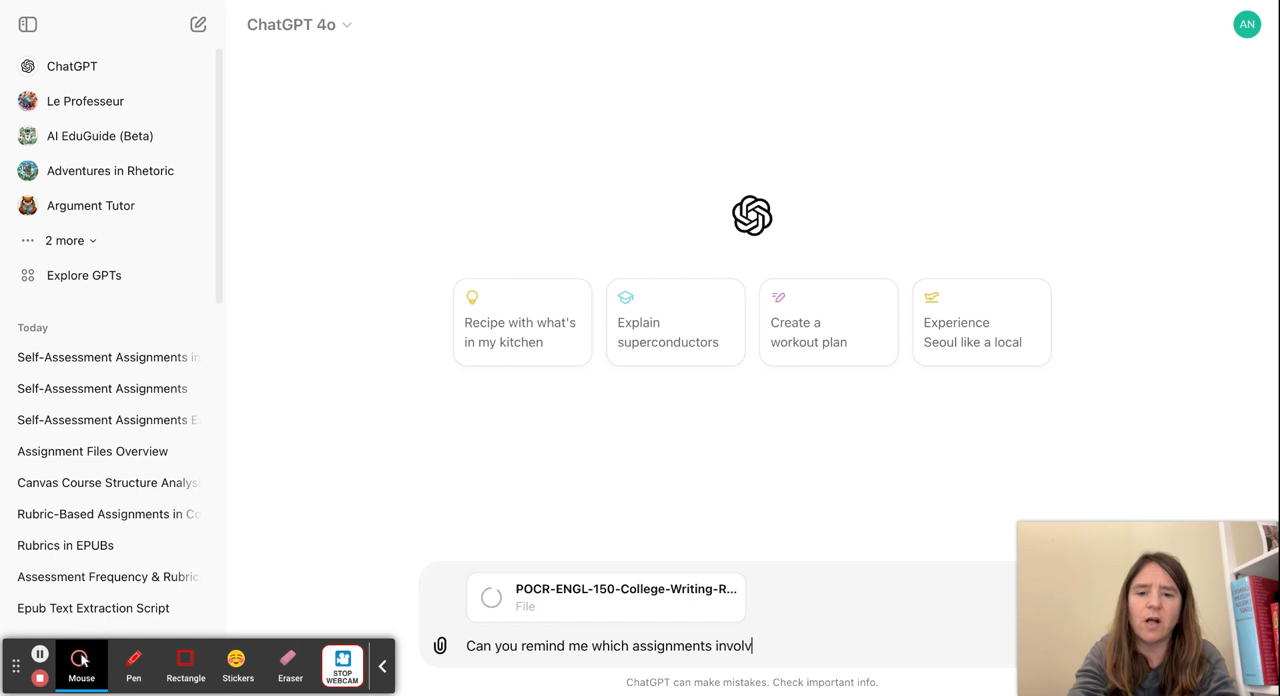 ChatGPT 4o
AN
ChatGPT
Le Professeur
AI EduGuide (Beta)
Adventures in Rhetoric
Argument Tutor
2 more
Explore GPTs
Today
Self-Assessment Assignments in
Self-Assessment Assignments
Self-Assessment Assignments E
Assignment Files Overview
Canvas Course Structure Analys
Rubric-Based Assignments in Co
Rubrics in EPUBs
Assessment Frequency & Rubric
Epub Text Extraction Script
Recipe with what's
in my kitchen
Explain
superconductors
Create a
workout plan
Experience
Seoul like a local
POCR-ENGL-150-College-Writing-R...
File
Can you remind me which assignments involv
ChatGPT can make mistakes. Check important info.
Mouse
Pen
Rectangle
Stickers
Eraser
STOP
WEBCAM